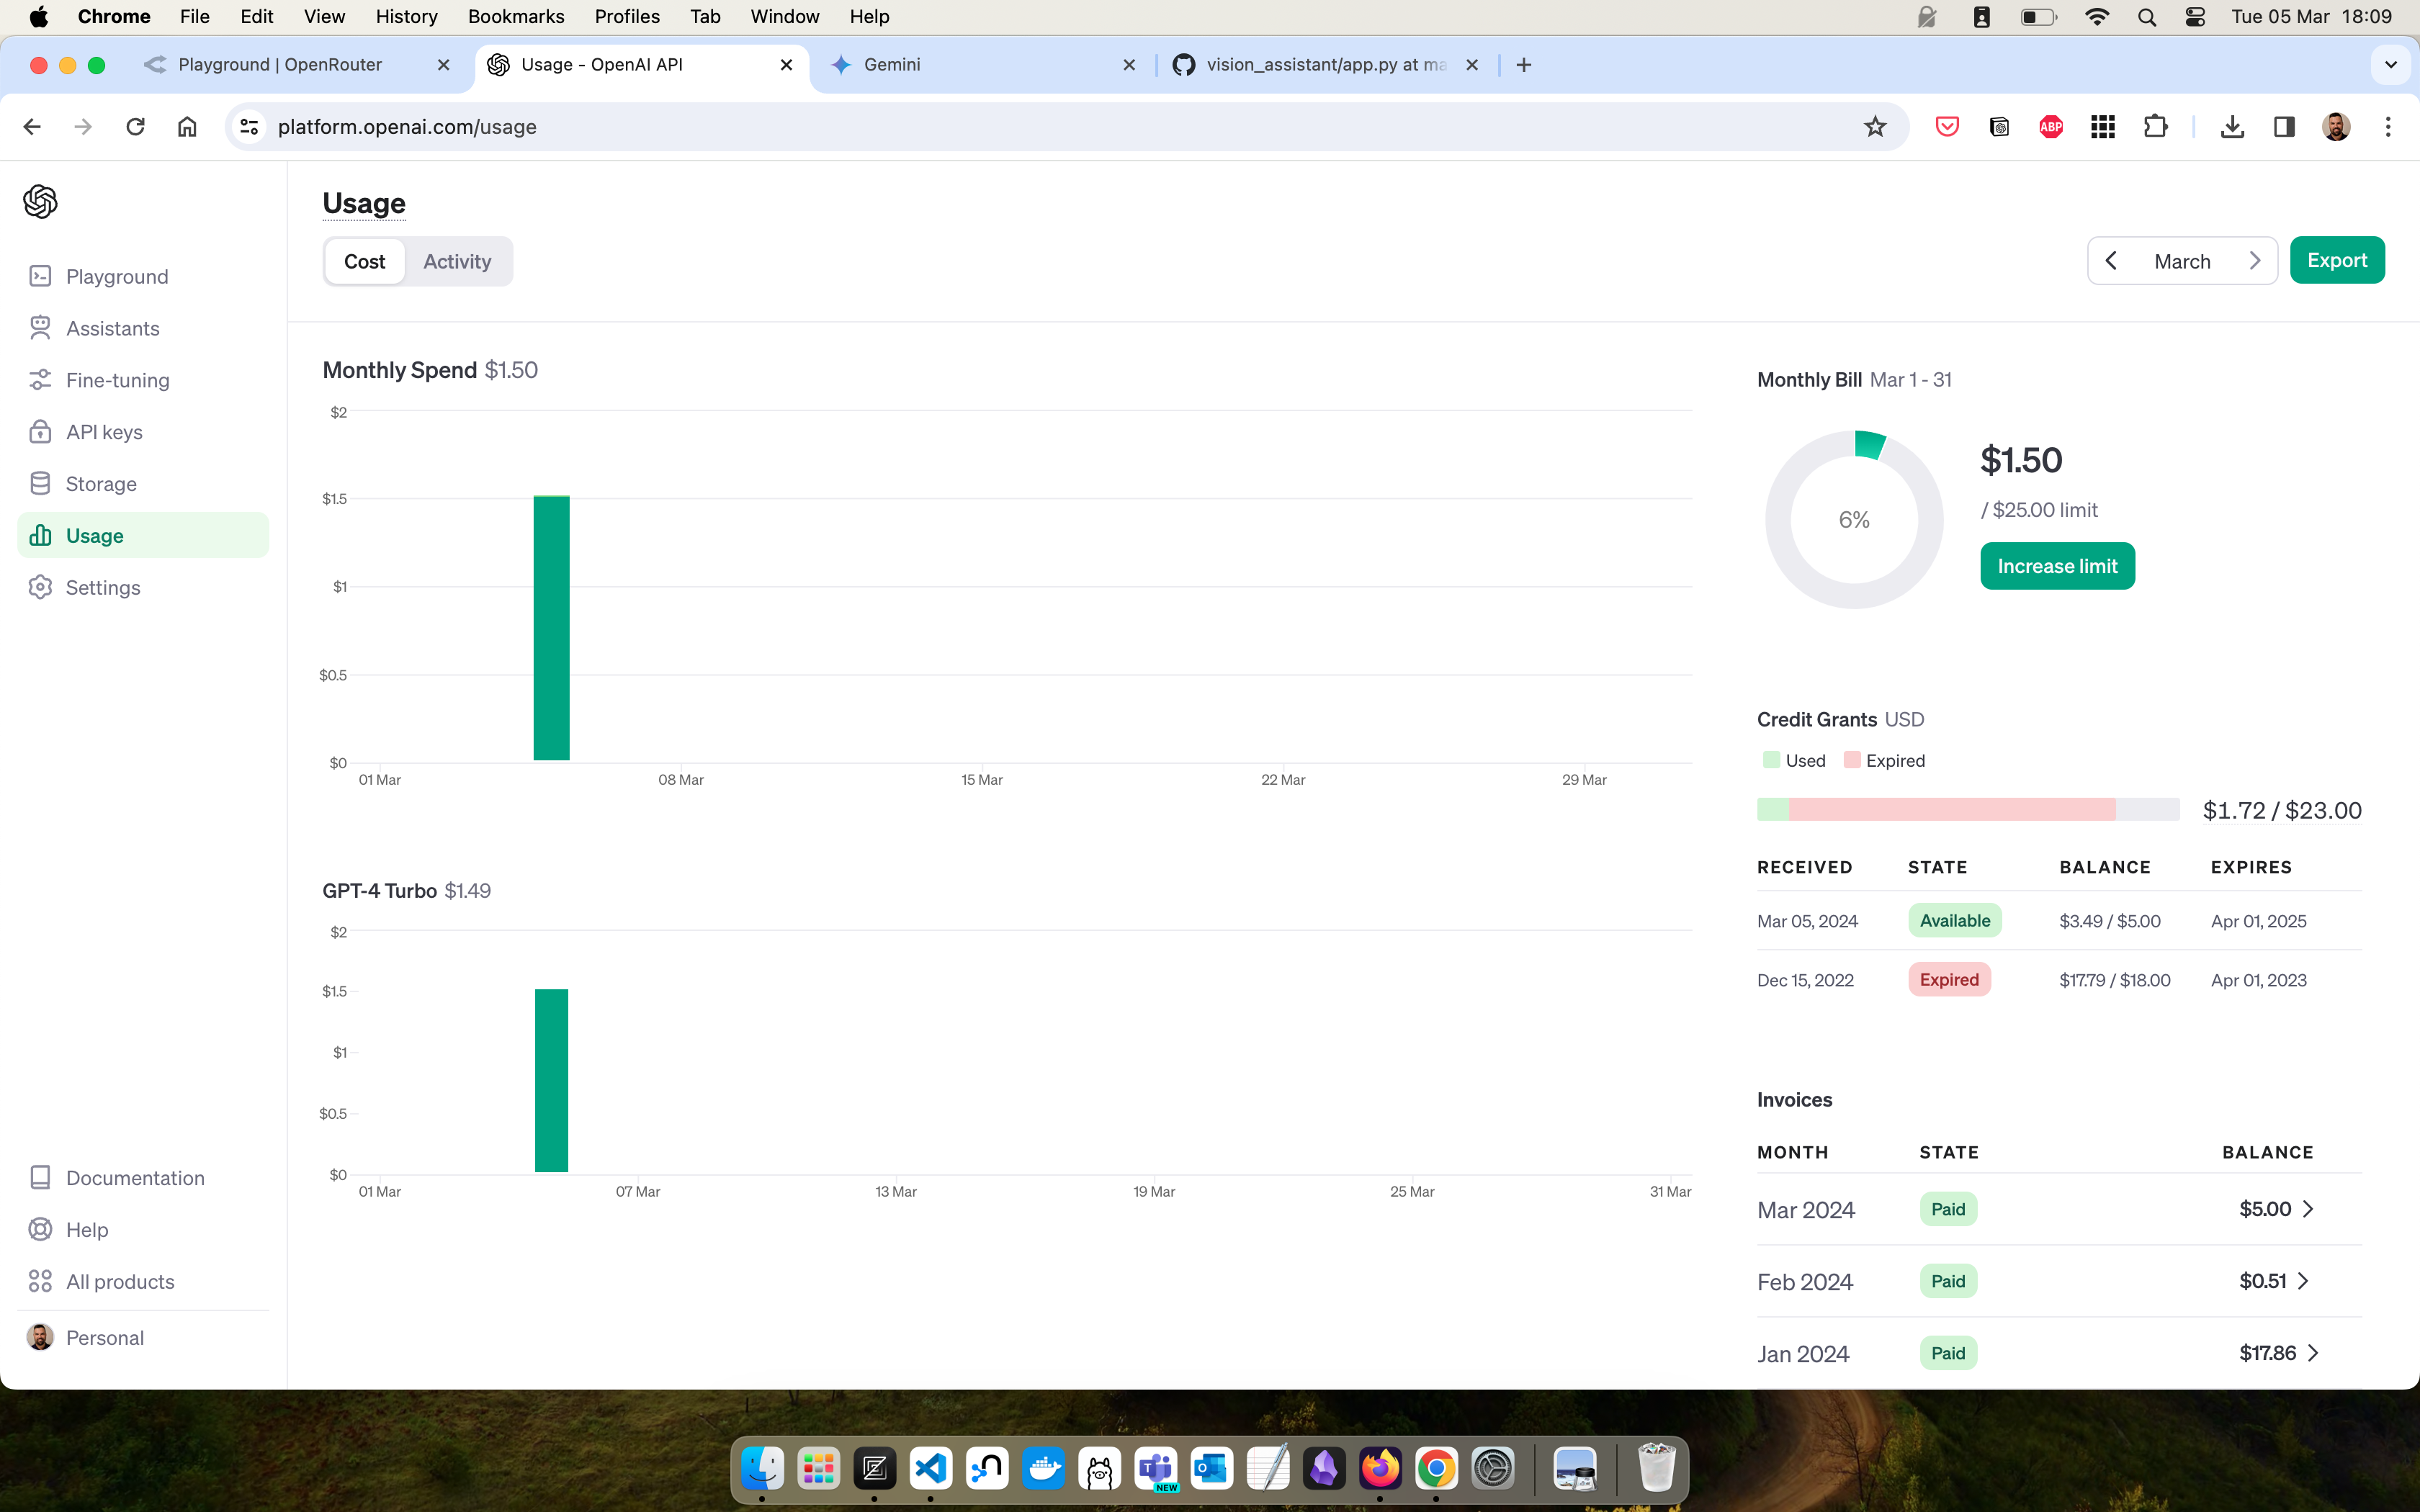 Chrome File Edit View History Bookmarks Profiles Tab Window Help Tue 05 Mar 18:09
Playground | OpenRouter Usage - OpenAI API Gemini vision_assistant/app.py at ma
platform.openai.com/usage ABP
Usage
Cost Activity March Export
Playground
Assistants
Fine-tuning
API keys
Storage
Usage
Settings
Documentation
Help
All products
Personal
Monthly Spend $1.50
$2
$1.5
$1
$0.5
$0
01 Mar 08 Mar 15 Mar 22 Mar 29 Mar
GPT-4 Turbo $1.49
$2
$1.5
$1
$0.5
$0
01 Mar 07 Mar 13 Mar 19 Mar 25 Mar 31 Mar
Monthly Bill Mar 1 - 31
6%
$1.50
/ $25.00 limit
Increase limit
Credit Grants USD
Used Expired
$1.72 / $23.00
RECEIVED STATE BALANCE EXPIRES
Mar 05, 2024 Available $3.49 / $5.00 Apr 01, 2025
Dec 15, 2022 Expired $17.79 / $18.00 Apr 01, 2023
Invoices
MONTH STATE BALANCE
Mar 2024 Paid $5.00
Feb 2024 Paid $0.51
Jan 2024 Paid $17.86
NEW